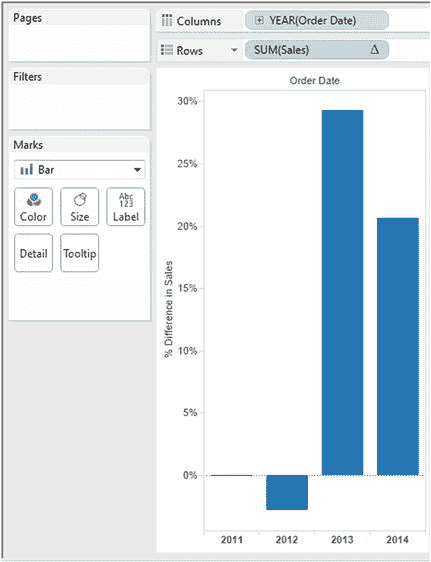 Pages
Columns
YEAR(Order Date)
Rows
SUM(Sales) Δ
Filters
Marks
Bar
Color
Size
Abc
123
Label
Detail
Tooltip
Order Date
30%
25%
20%
15%
10%
5%
0%
% Difference in Sales
2011 2012 2013 2014